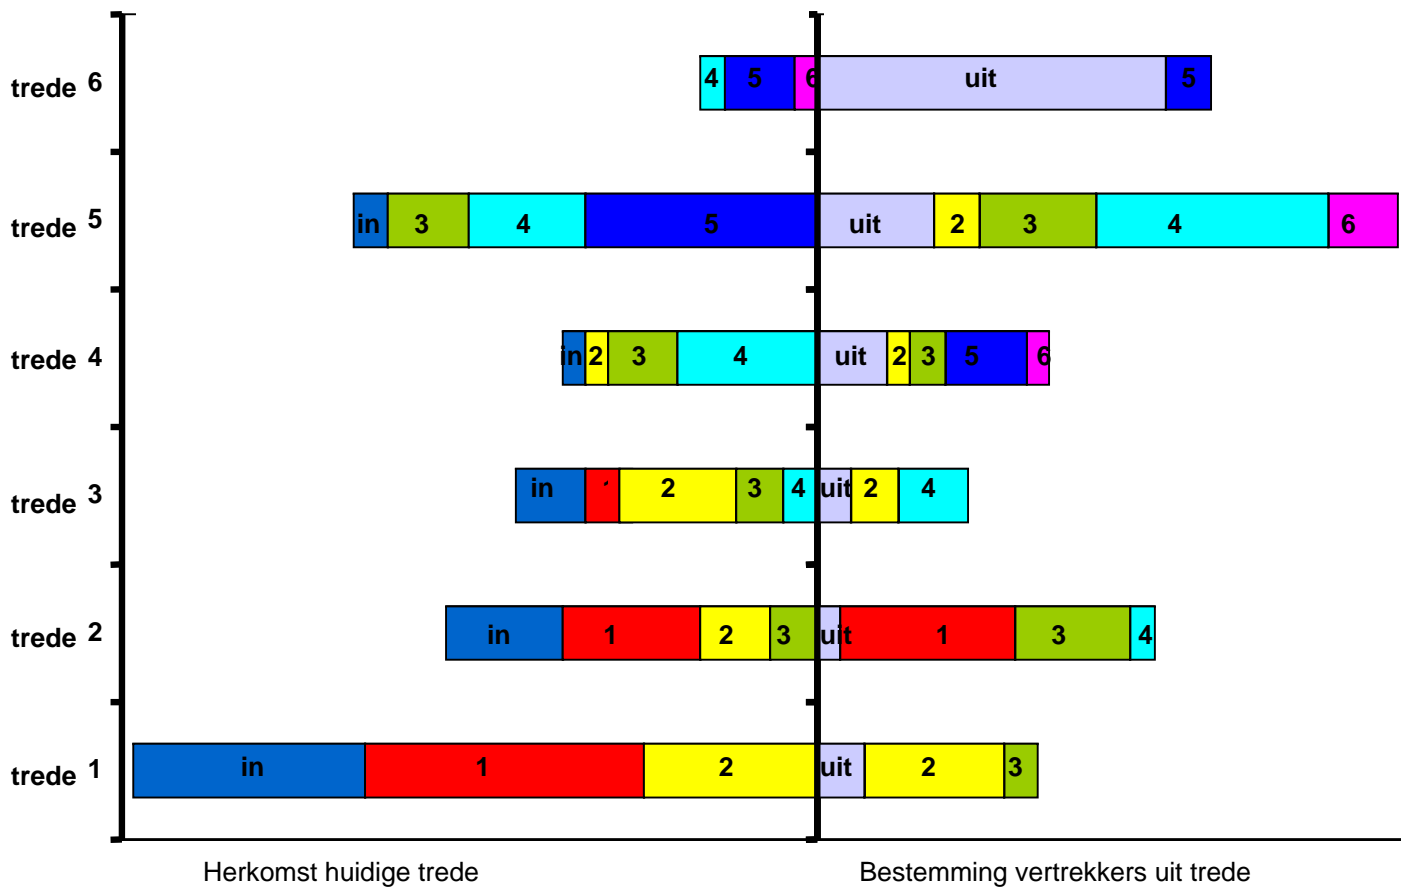 trede 6 4 5 6 uit 5
trede 5 in 3 4 5 uit 2 3 4 6
trede 4 in 2 3 4 uit 2 3 5 6
trede 3 in 2 3 4 uit 2 4
trede 2 in 1 2 3 uit 1 3 4
trede 1 in 1 2 uit 2 3
Herkomst huidige trede Bestemming vertrekkers uit trede